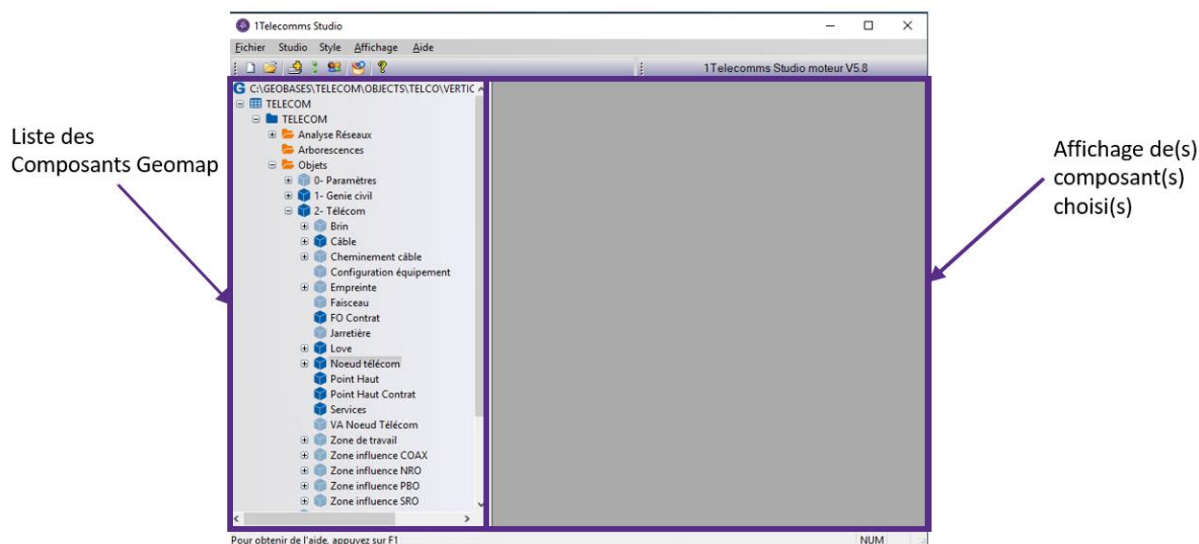 1Telecomms Studio
Fichier Studio Style Affichage Aide
1Telecomms Studio moteur V5.8
C:\GEOBASES\TELECOM\OBJECTS\TELCO\VERTIC
TELECOM
TELECOM
Analyse Réseaux
Arborescences
Objets
0- Paramètres
1- Genie civil
2- Télécom
Brin
Câble
Cheminement câble
Configuration équipement
Empreinte
Faisceau
FO Contrat
Jarretière
Love
Noeud télécom
Point Haut
Point Haut Contrat
Services
VA Noeud Télécom
Zone de travail
Zone influence COAX
Zone influence NRO
Zone influence PBO
Zone influence SRO
Pour obtenir de l'aide, appuyez sur F1
NUM
Liste des
Composants Geomap
Affichage de(s)
composant(s)
choisi(s)